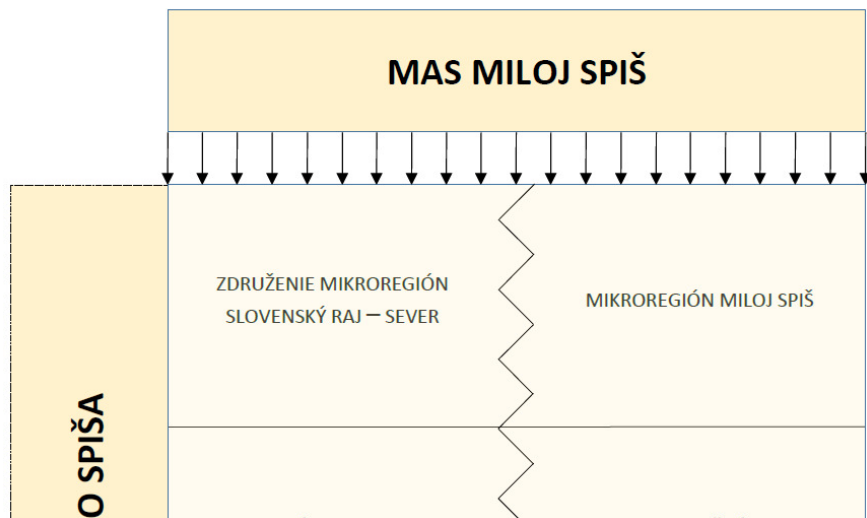 MAS MILOJ SPIŠ
ZDRUŽENIE MIKROREGIÓN
SLOVENSKÝ RAJ – SEVER
MIKROREGIÓN MILOJ SPIŠ
O SPIŠA